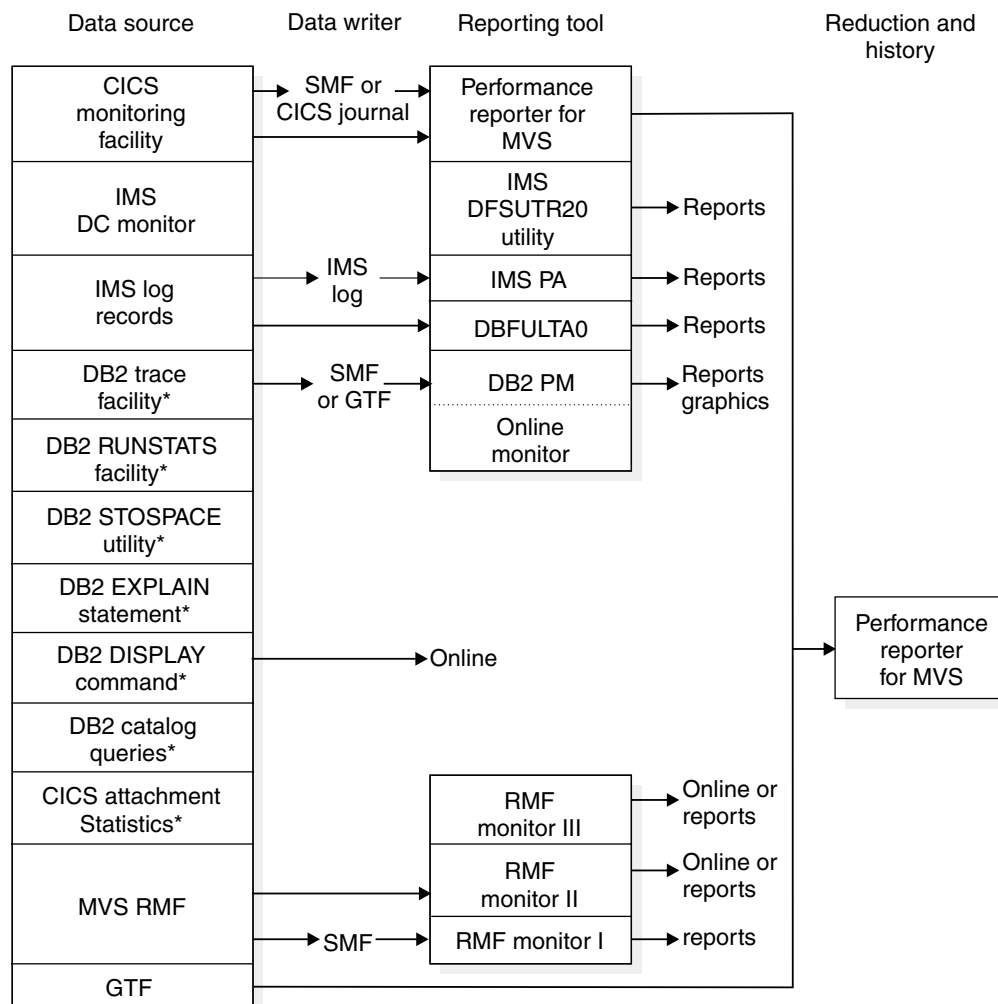 Data source
Data writer
Reporting tool
Reduction and
history
CICS
monitoring
facility
SMF or
CICS journal
Performance
reporter for
MVS
IMS
DC monitor
IMS
DFSUTR20
utility
Reports
IMS log
records
IMS
log
IMS PA
Reports
DBFULTA0
Reports
DB2 trace
facility*
SMF
or GTF
DB2 PM
Reports
graphics
Online
monitor
DB2 RUNSTATS
facility*
DB2 STOSPACE
utility*
DB2 EXPLAIN
statement*
DB2 DISPLAY
command*
Online
Performance
reporter
for MVS
DB2 catalog
queries*
CICS attachment
Statistics*
RMF
monitor III
Online or
reports
MVS RMF
RMF
monitor II
Online or
reports
SMF
RMF monitor I
reports
GTF